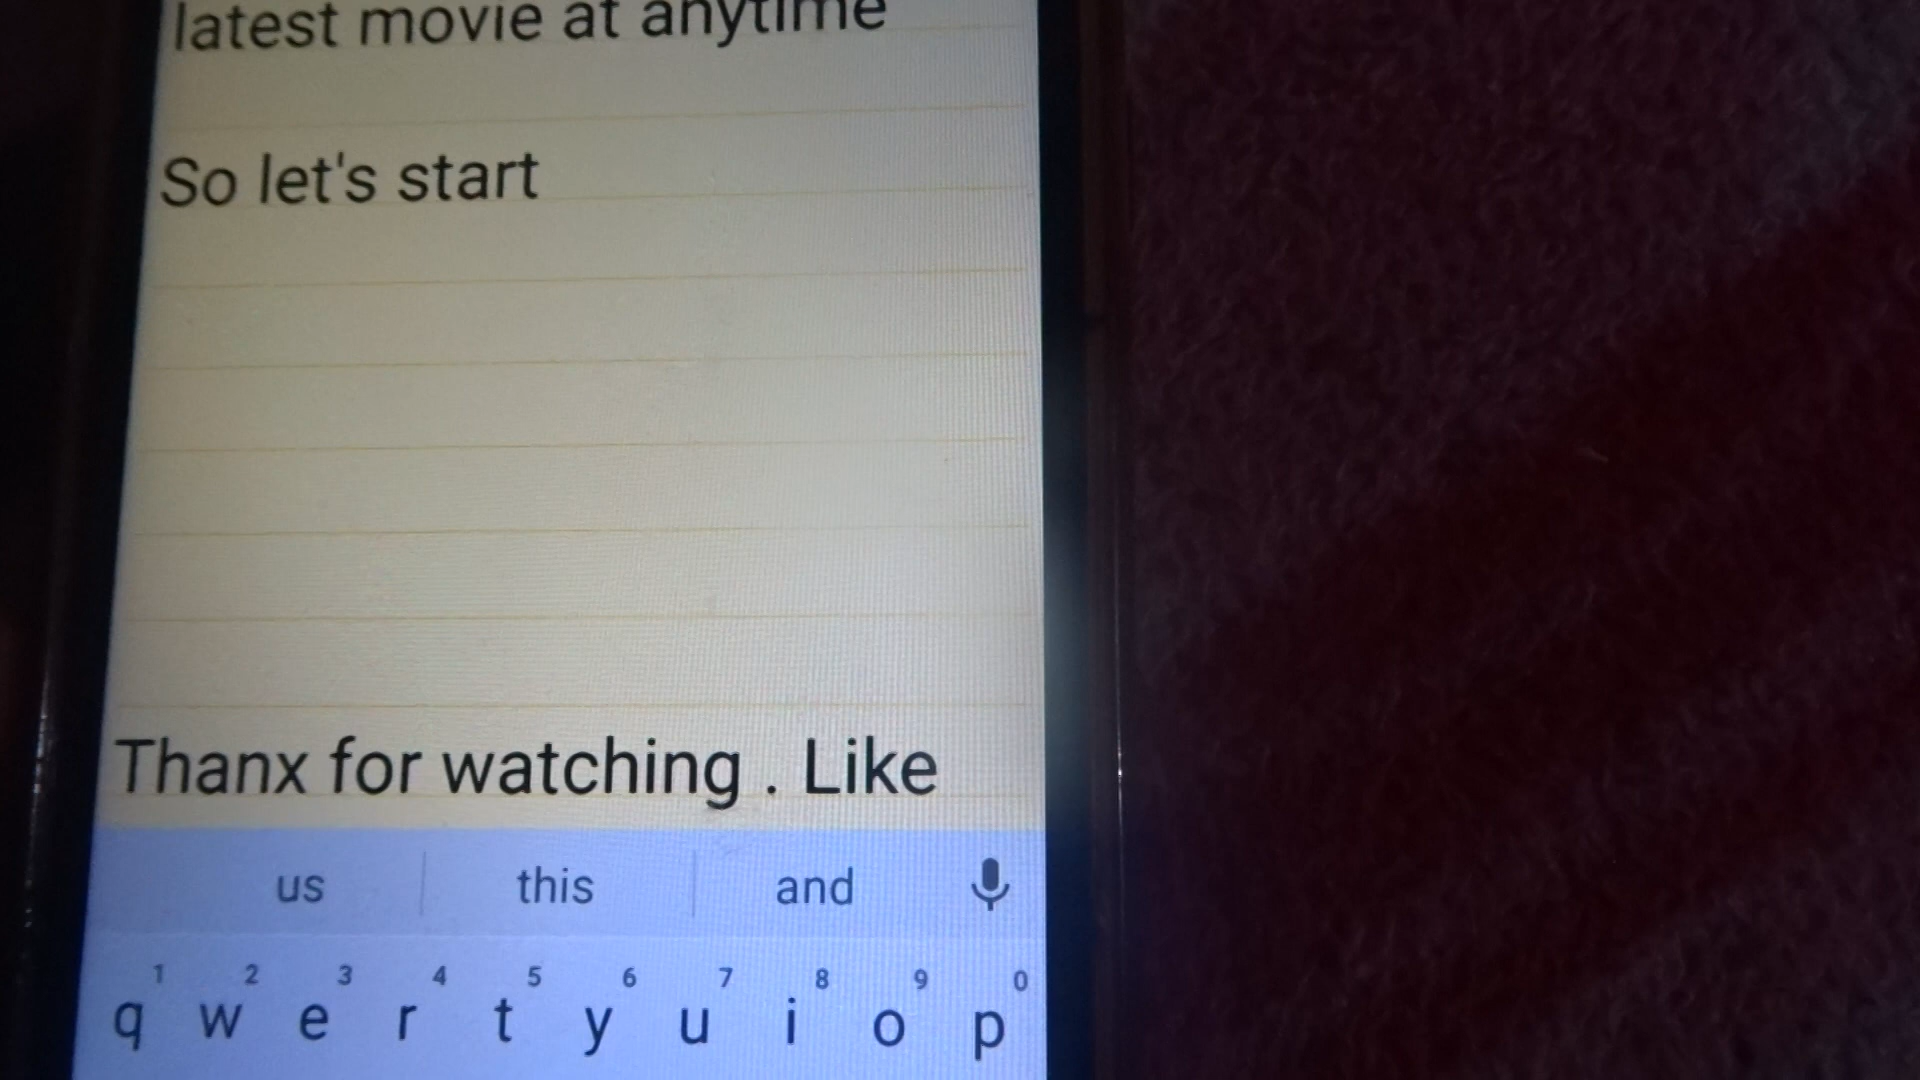 latest movie at anytime
So let's start
Thanx for watching . Like
us this and
1 2 3 4 5 6 7 8 9 0
q w e r t y u i o p